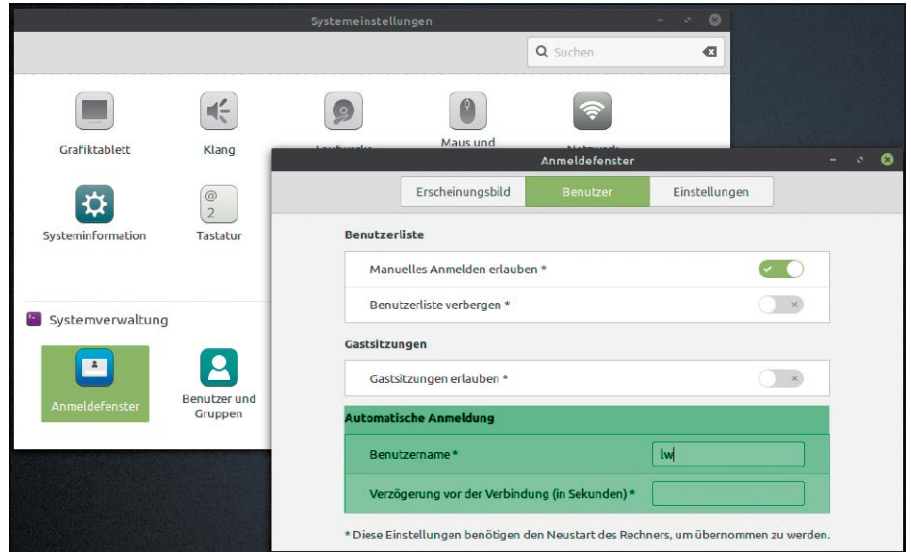 Systemeinstellungen
Suchen
Grafiktablett
Klang
Maus und
Systeminformation
@
2
Tastatur
Systemverwaltung
Anmeldefenster
Benutzer und
Gruppen
Anmeldefenster
Erscheinungsbild
Benutzer
Einstellungen
Benutzerliste
Manuelles Anmelden erlauben *
Benutzerliste verbergen *
Gastsitzungen
Gastsitzungen erlauben *
Automatische Anmeldung
Benutzername *
lw
Verzögerung vor der Verbindung (in Sekunden) *
* Diese Einstellungen benötigen den Neustart des Rechners, um übernommen zu werden.